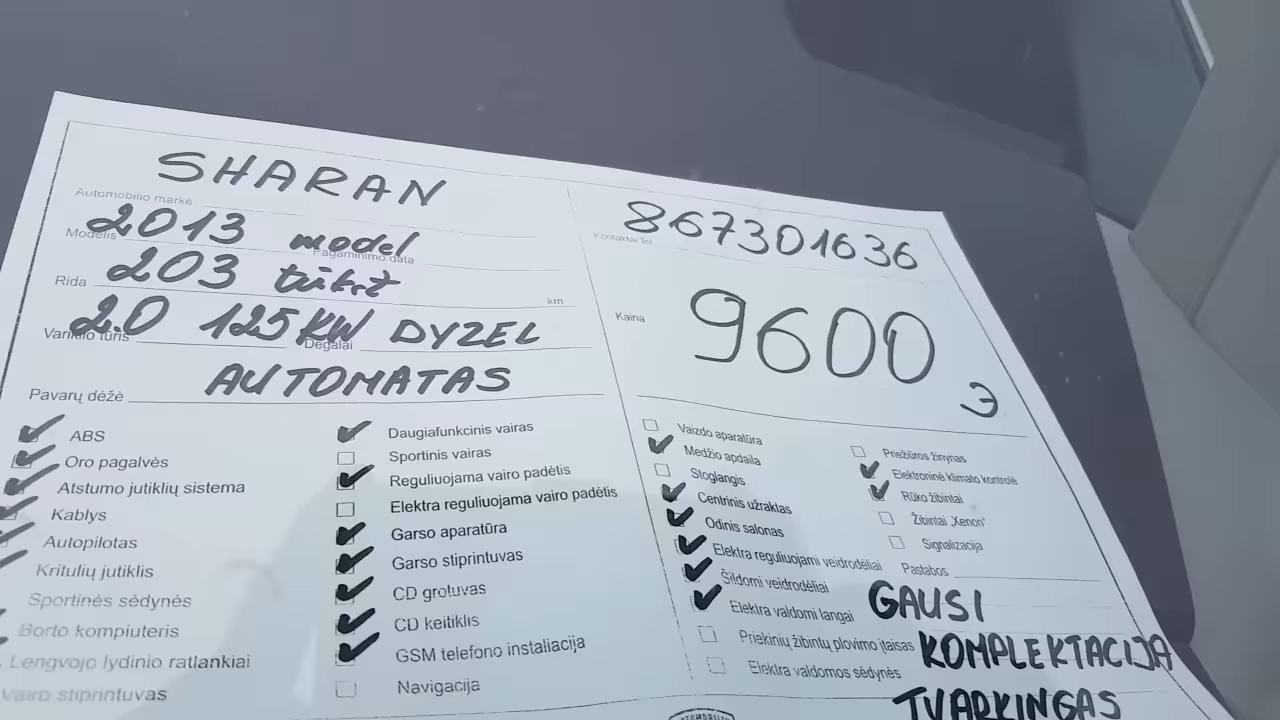 SHARAN
Automobilio markė
2013 model
Modelis Pagaminimo data
203 tūkst
Rida km
2.0 125 KW DYZEL
Variklio tūris Degalai
AUTOMATAS
Pavarų dėžė
867301636
Kontaktai Tel.
9600
Kaina
ABS
Oro pagalvės
Atstumo jutiklių sistema
Kablys
Autopilotas
Kritulių jutiklis
Sportinės sėdynės
Borto kompiuteris
Lengvojo lydinio ratlankiai
Vairo stiprintuvas
Daugiafunkcinis vairas
Sportinis vairas
Reguliuojama vairo padėtis
Elektra reguliuojama vairo padėtis
Garso aparatūra
Garso stiprintuvas
CD grotuvas
CD keitiklis
GSM telefono instaliacija
Navigacija
Vaizdo aparatūra
Medžio apdaila
Stoglangis
Centrinis užraktas
Odinis salonas
Elektra reguliuojami veidrodėliai
Šildomi veidrodėliai
Elektra valdomi langai
Priekinių žibintų plovimo įtaisas
Elektra valdomos sėdynės
Priežiūros žinynas
Elektroninė klimato kontrolė
Rūko žibintai
Žibintai „Xenon“
Signalizacija
Pastabos
GAUSI
KOMPLEKTACIJA
TVARKINGAS